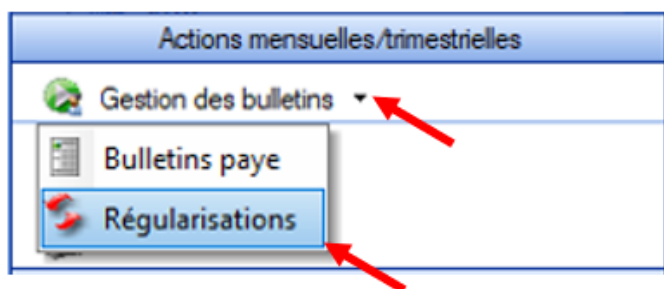 Actions mensuelles/trimestrielles
Gestion des bulletins
Bulletins paye
Régularisations